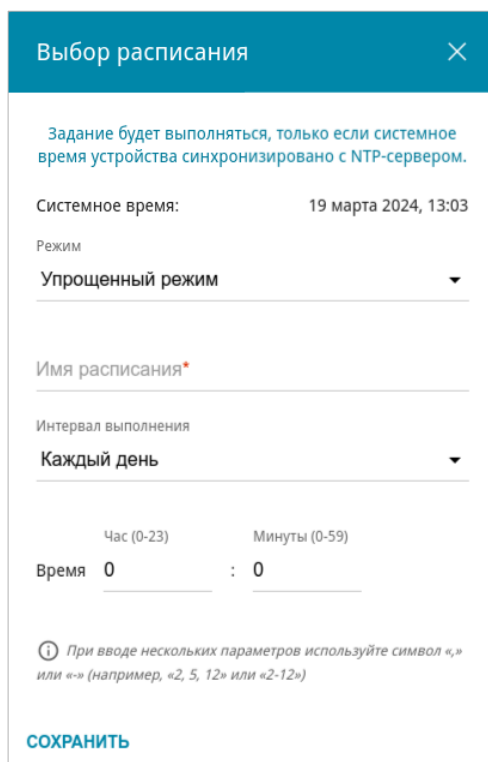 Выбор расписания
Задание будет выполняться, только если системное
время устройства синхронизировано с NTP-сервером.
Системное время: 19 марта 2024, 13:03
Режим
Упрощенный режим
Имя расписания*
Интервал выполнения
Каждый день
Час (0-23) Минуты (0-59)
Время 0 : 0
При вводе нескольких параметров используйте символ «,»
или «-» (например, «2, 5, 12» или «2-12»)
СОХРАНИТЬ